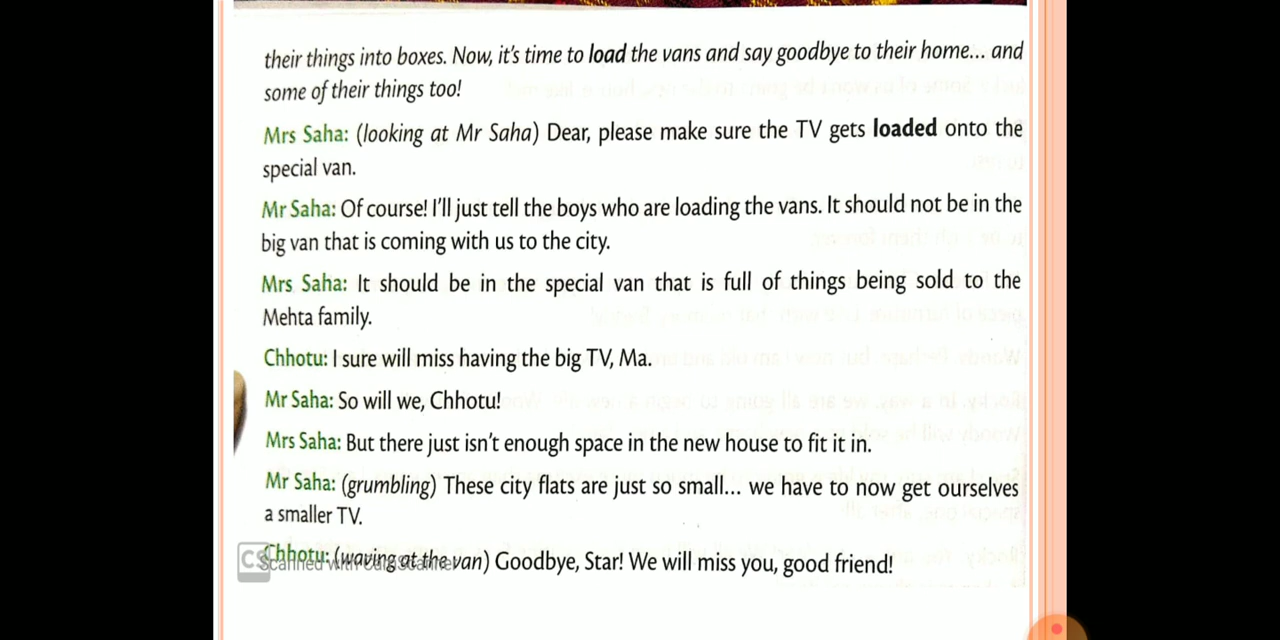 their things into boxes. Now, it's time to load the vans and say goodbye to their home... and
some of their things too!
Mrs Saha: (looking at Mr Saha) Dear, please make sure the TV gets loaded onto the
special van.
Mr Saha: Of course! I'll just tell the boys who are loading the vans. It should not be in the
big van that is coming with us to the city.
Mrs Saha: It should be in the special van that is full of things being sold to the
Mehta family.
Chhotu: I sure will miss having the big TV, Ma.
Mr Saha: So will we, Chhotu!
Mrs Saha: But there just isn't enough space in the new house to fit it in.
Mr Saha: (grumbling) These city flats are just so small... we have to now get ourselves
a smaller TV.
Chhotu: (waving at the van) Goodbye, Star! We will miss you, good friend!
CS Scanned with CamScanner